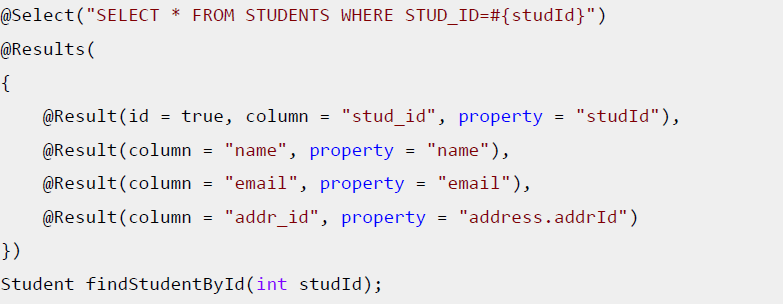 @Select("SELECT * FROM STUDENTS WHERE STUD_ID=#{studId}")
@Results(
{
    @Result(id = true, column = "stud_id", property = "studId"),
    @Result(column = "name", property = "name"),
    @Result(column = "email", property = "email"),
    @Result(column = "addr_id", property = "address.addrId")
})
Student findStudentById(int studId);